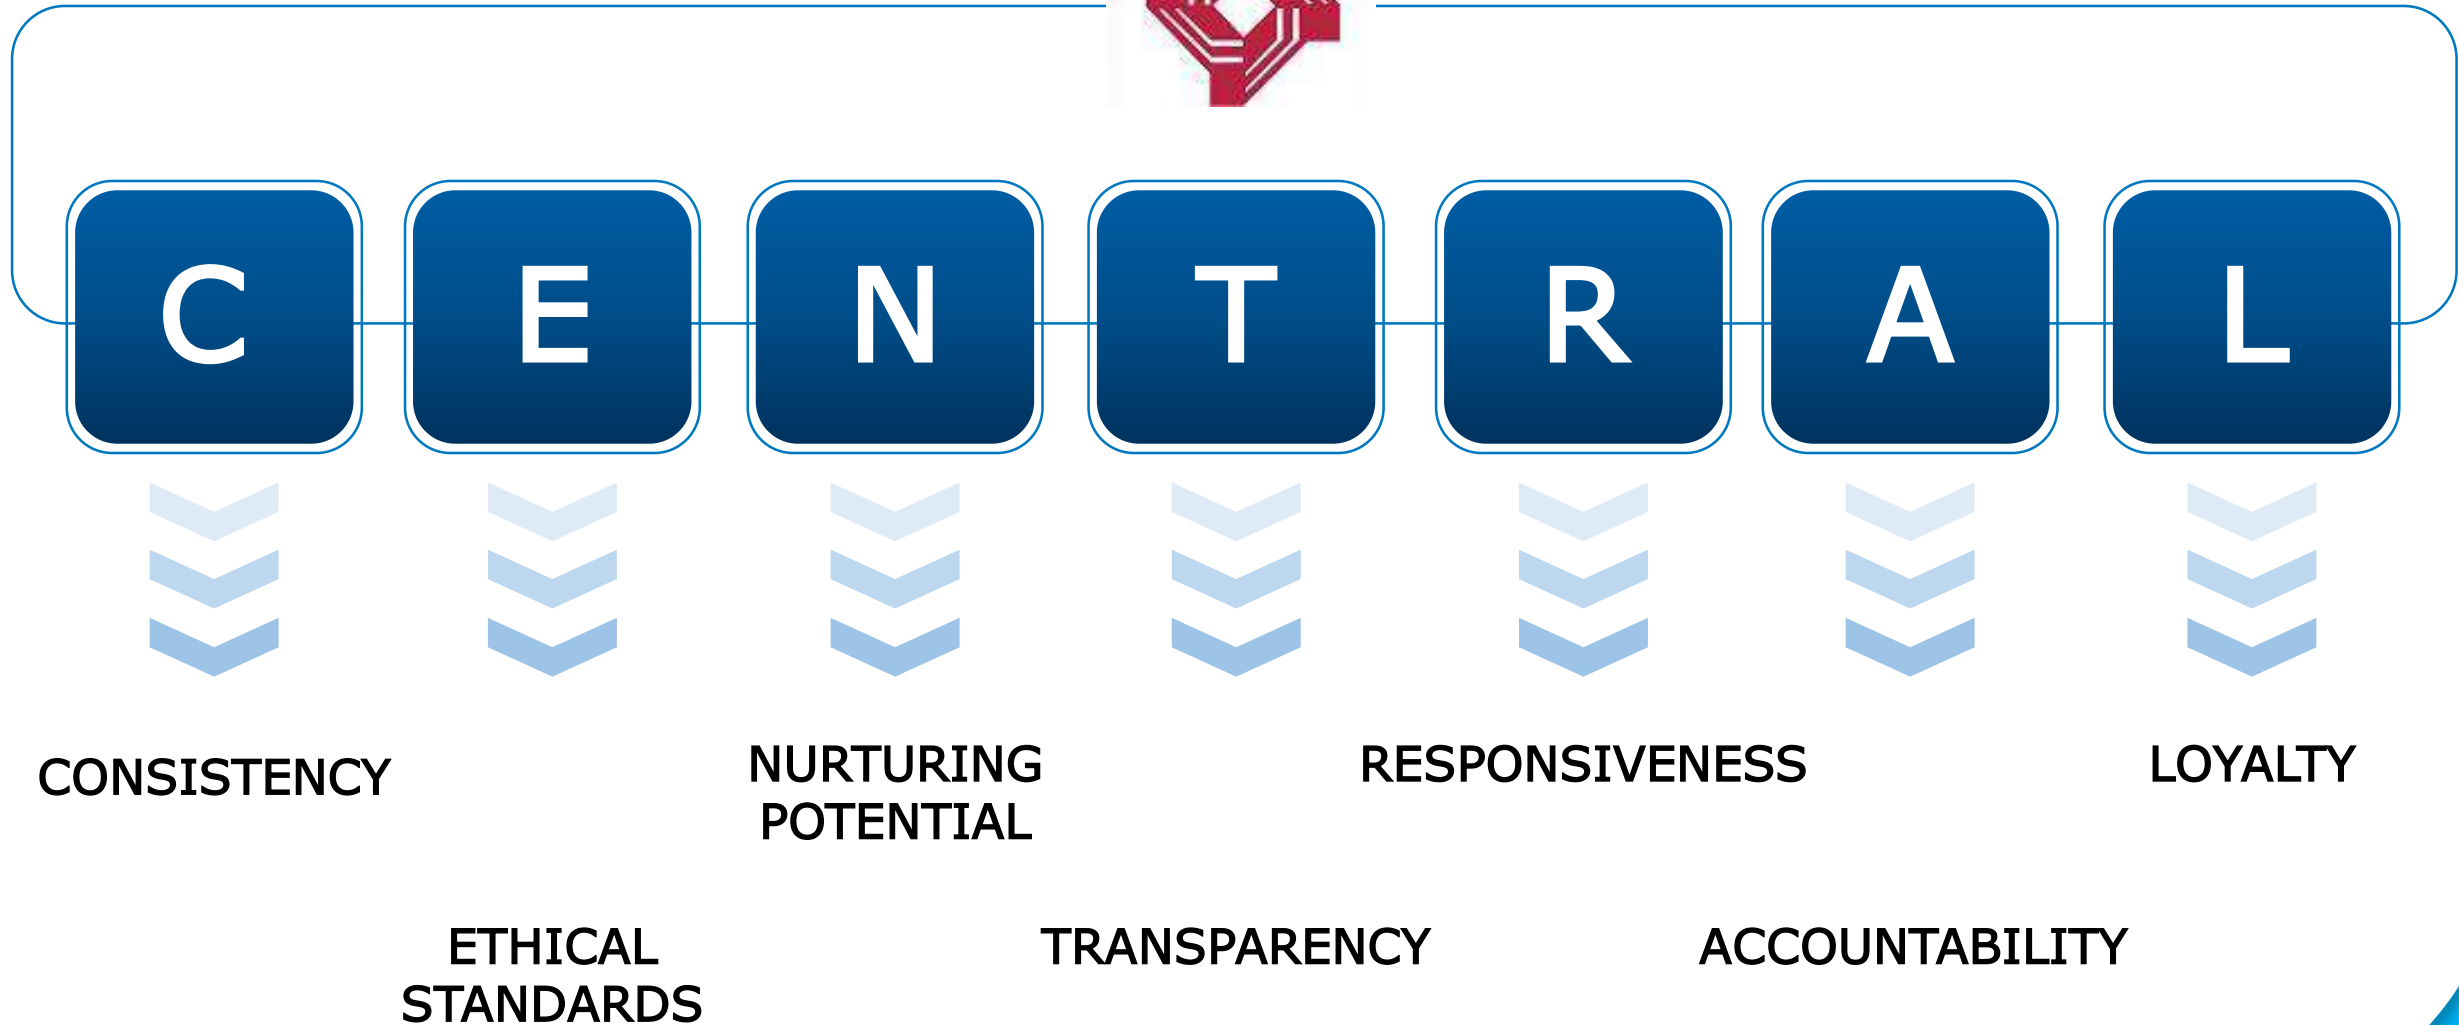 C E N T R A L
CONSISTENCY
NURTURING
POTENTIAL
RESPONSIVENESS
LOYALTY
ETHICAL
STANDARDS
TRANSPARENCY
ACCOUNTABILITY